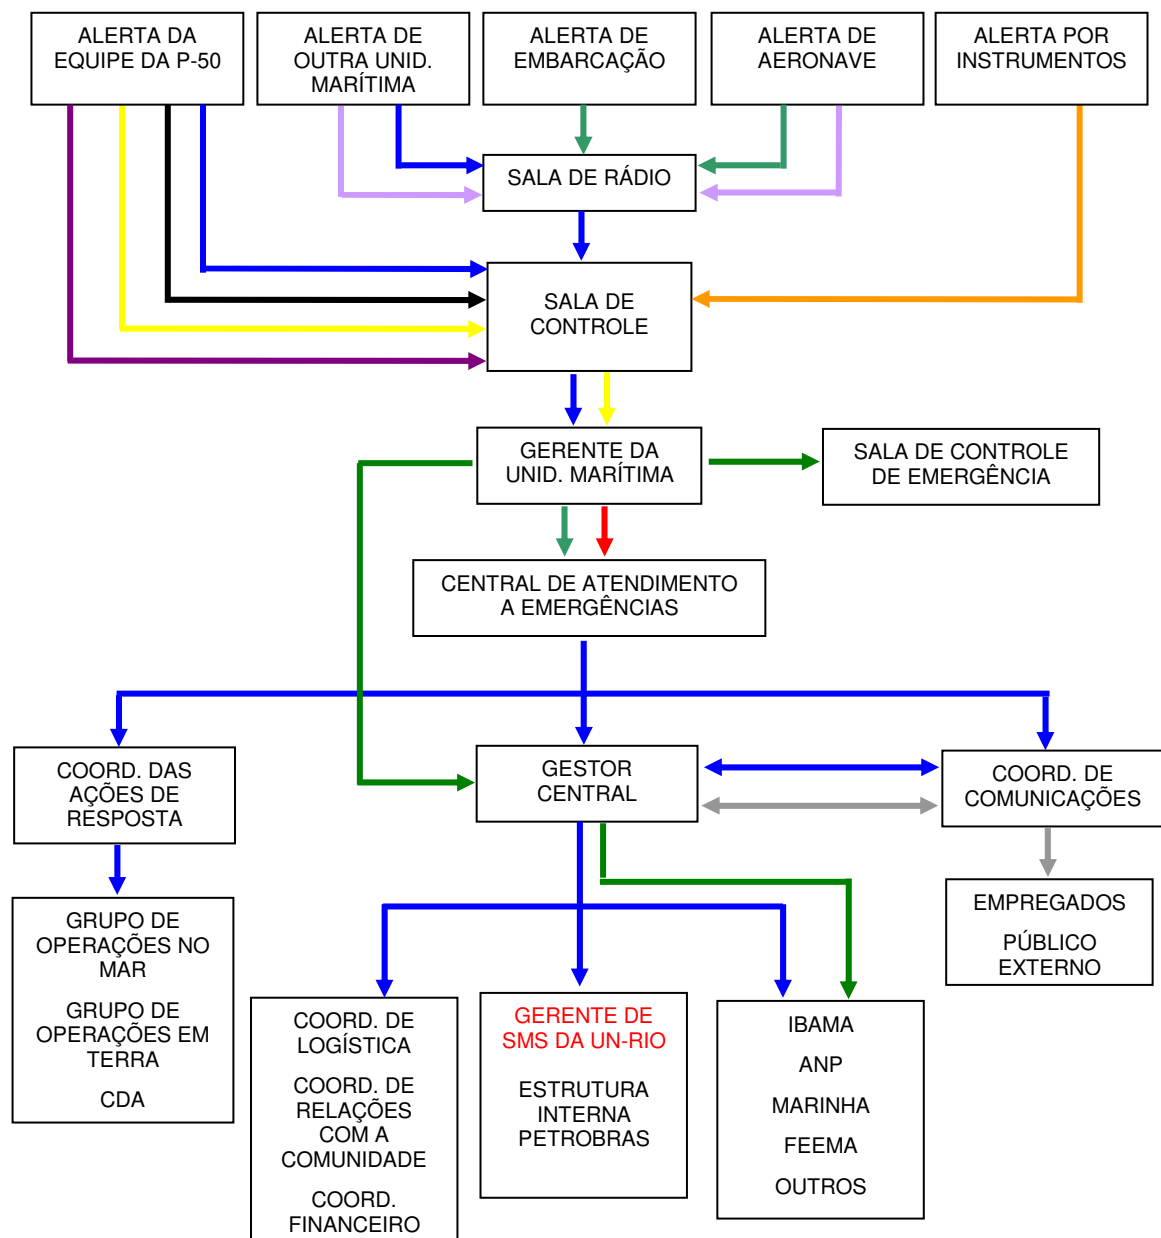 ALERTA DA
EQUIPE DA P-50
ALERTA DE
OUTRA UNID.
MARÍTIMA
ALERTA DE
EMBARCAÇÃO
ALERTA DE
AERONAVE
ALERTA POR
INSTRUMENTOS
SALA DE RÁDIO
SALA DE
CONTROLE
GERENTE DA
UNID. MARÍTIMA
SALA DE CONTROLE
DE EMERGÊNCIA
CENTRAL DE ATENDIMENTO
A EMERGÊNCIAS
COORD. DAS
AÇÕES DE
RESPOSTA
GESTOR
CENTRAL
COORD. DE
COMUNICAÇÕES
GRUPO DE
OPERAÇÕES NO
MAR
GRUPO DE
OPERAÇÕES EM
TERRA
CDA
EMPREGADOS
PÚBLICO
EXTERNO
COORD. DE
LOGÍSTICA
COORD. DE
RELAÇÕES
COM A
COMUNIDADE
COORD.
FINANCEIRO
GERENTE DE
SMS DA UN-RIO
ESTRUTURA
INTERNA
PETROBRAS
IBAMA
ANP
MARINHA
FEEMA
OUTROS